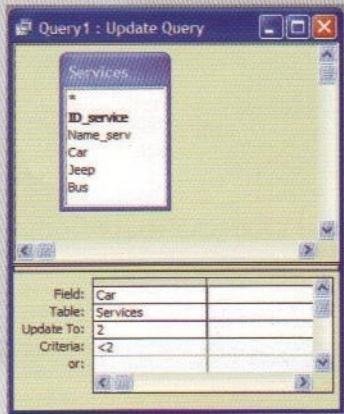 Query1 : Update Query
Services
*
ID_service
Name_serv
Car
Jeep
Bus
Field: Car
Table: Services
Update To: 2
Criteria: <2
or: